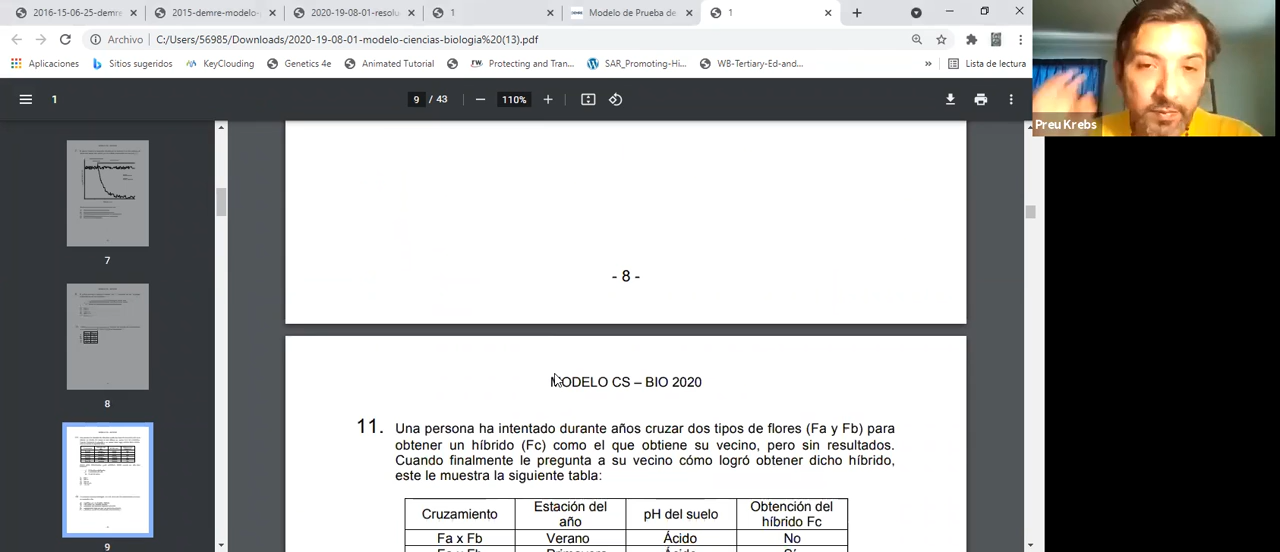 2016-15-06-25-demre
2015-demre-modelo-
2020-19-08-01-resolu
1
Modelo de Prueba de
1
Archivo
C:/Users/56985/Downloads/2020-19-08-01-modelo-ciencias-biologia%20(13).pdf
Aplicaciones
Sitios sugeridos
KeyClouding
Genetics 4e
Animated Tutorial
Protecting and Tran...
SAR_Promoting-Hi...
WB-Tertiary-Ed-and...
»
Lista de lectura
1
9 / 43
110%
Preu Krebs
7
8
9
- 8 -
MODELO CS – BIO 2020
11. Una persona ha intentado durante años cruzar dos tipos de flores (Fa y Fb) para
obtener un híbrido (Fc) como el que obtiene su vecino, pero sin resultados.
Cuando finalmente le pregunta a su vecino cómo logró obtener dicho híbrido,
este le muestra la siguiente tabla:
Cruzamiento
Estación del
año
pH del suelo
Obtención del
híbrido Fc
Fa x Fb
Verano
Ácido
No